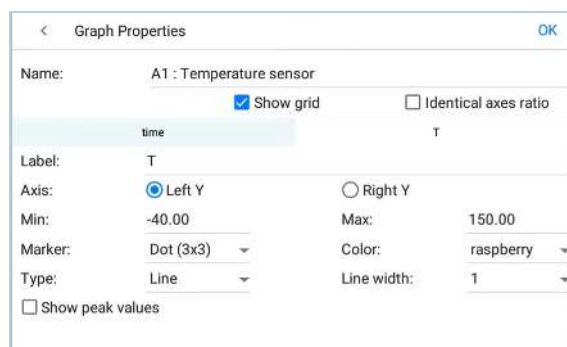 Graph Properties OK
Name: A1 : Temperature sensor
Show grid Identical axes ratio
time T
Label: T
Axis: Left Y Right Y
Min: -40.00 Max: 150.00
Marker: Dot (3x3) Color: raspberry
Type: Line Line width: 1
Show peak values